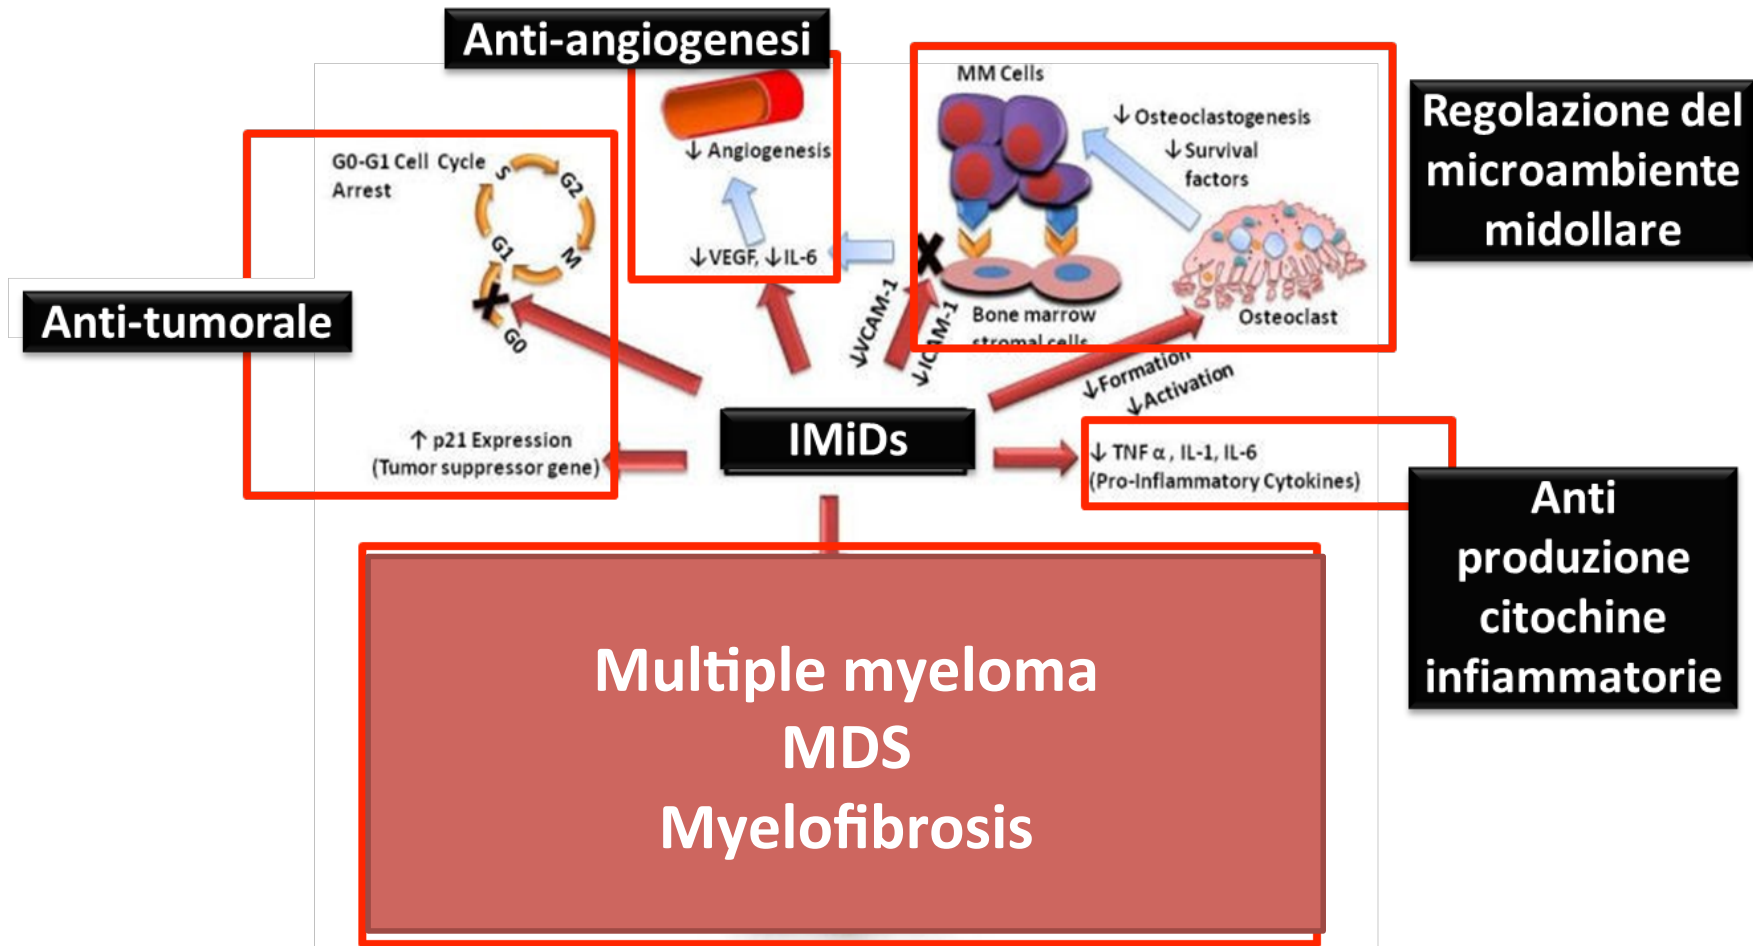 Anti-angiogenesi
MM Cells
↓ Osteoclastogenesis
↓ Survival
factors
Regolazione del
microambiente
midollare
G0-G1 Cell Cycle
Arrest
S
G2
M
G1
G0
↓ Angiogenesis
↓VEGF, ↓IL-6
↓VCAM-1
↓ICAM-1
Bone marrow
stromal cells
Osteoclast
Anti-tumorale
↓Formation
↓Activation
IMiDs
↑ p21 Expression
(Tumor suppressor gene)
↓ TNF α , IL-1, IL-6
(Pro-Inflammatory Cytokines)
Anti
produzione
citochine
infiammatorie
Multiple myeloma
MDS
Myelofibrosis